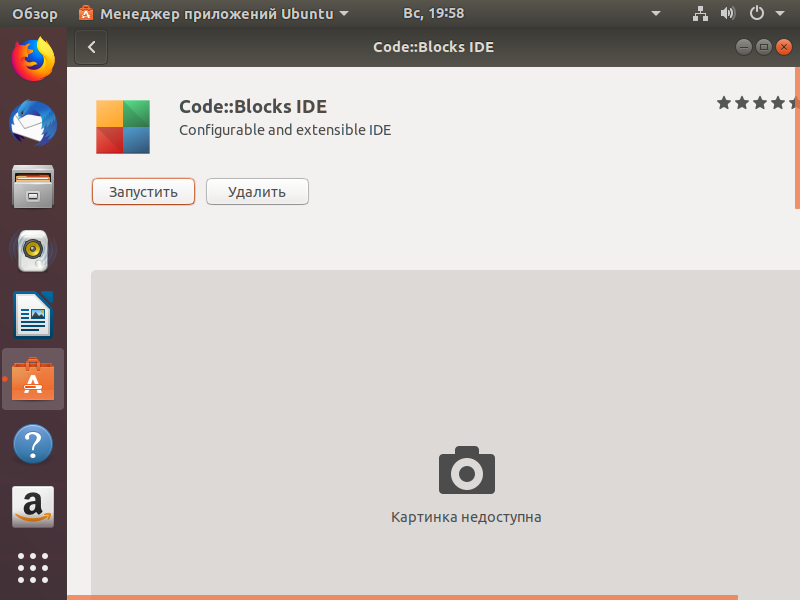 Обзор Менеджер приложений Ubuntu Вс, 19:58
Code::Blocks IDE
Code::Blocks IDE
Configurable and extensible IDE
Запустить Удалить
Картинка недоступна